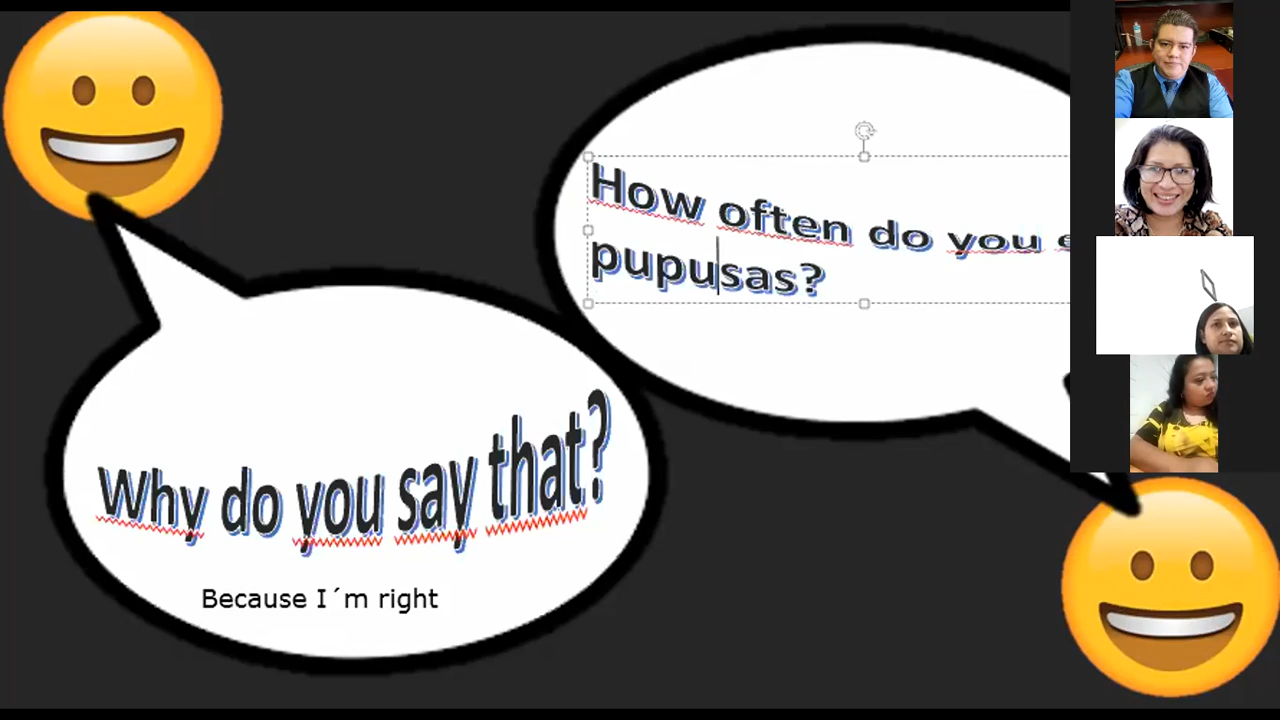 How often do you
pupusas?
Why do you say that?
Because I´m right